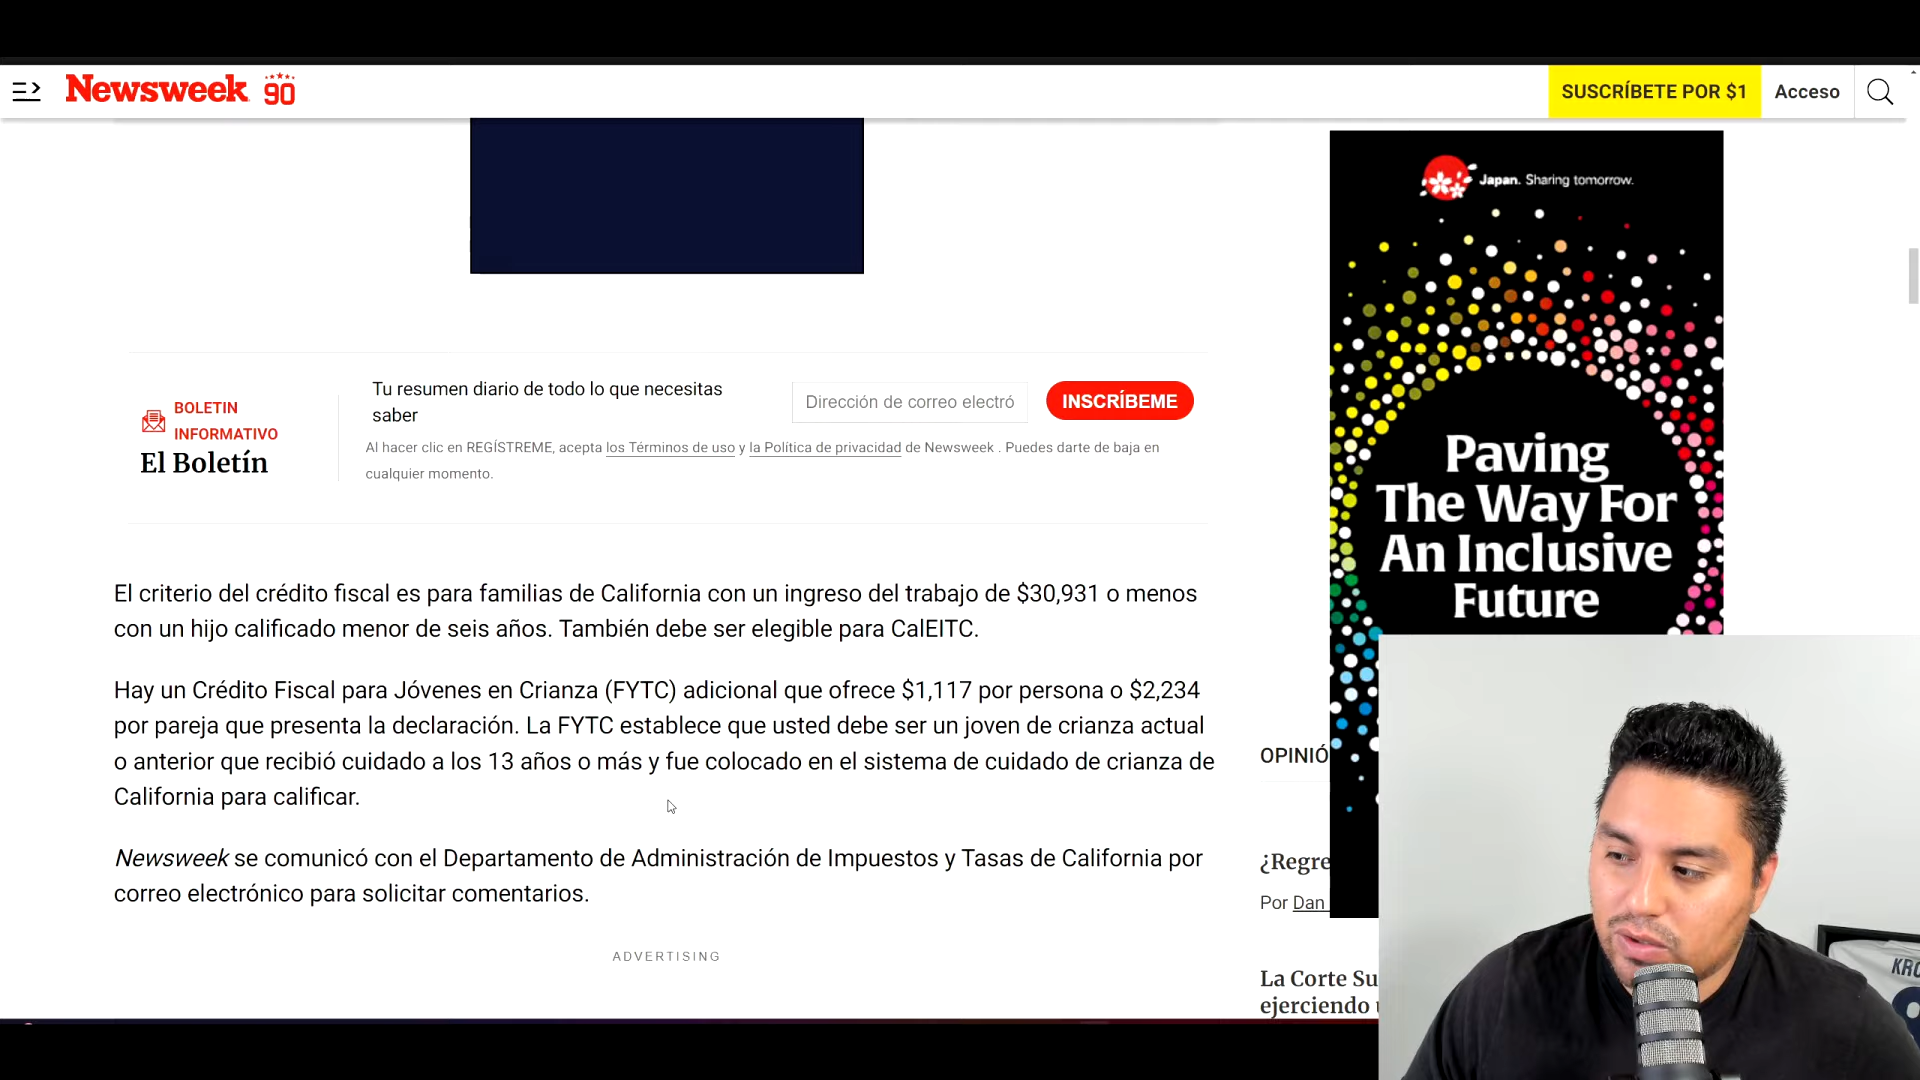 Newsweek 90
SUSCRÍBETE POR $1
Acceso
Japan. Sharing tomorrow.
Paving
The Way For
An Inclusive
Future
BOLETIN
INFORMATIVO
El Boletín
Tu resumen diario de todo lo que necesitas
saber
Dirección de correo electró
INSCRÍBEME
Al hacer clic en REGÍSTREME, acepta los Términos de uso y la Política de privacidad de Newsweek . Puedes darte de baja en
cualquier momento.
El criterio del crédito fiscal es para familias de California con un ingreso del trabajo de $30,931 o menos
con un hijo calificado menor de seis años. También debe ser elegible para CalEITC.
Hay un Crédito Fiscal para Jóvenes en Crianza (FYTC) adicional que ofrece $1,117 por persona o $2,234
por pareja que presenta la declaración. La FYTC establece que usted debe ser un joven de crianza actual
o anterior que recibió cuidado a los 13 años o más y fue colocado en el sistema de cuidado de crianza de
California para calificar.
Newsweek se comunicó con el Departamento de Administración de Impuestos y Tasas de California por
correo electrónico para solicitar comentarios.
ADVERTISING
OPINIÓ
¿Regre
Por Dan
La Corte Su
ejerciendo
KRO